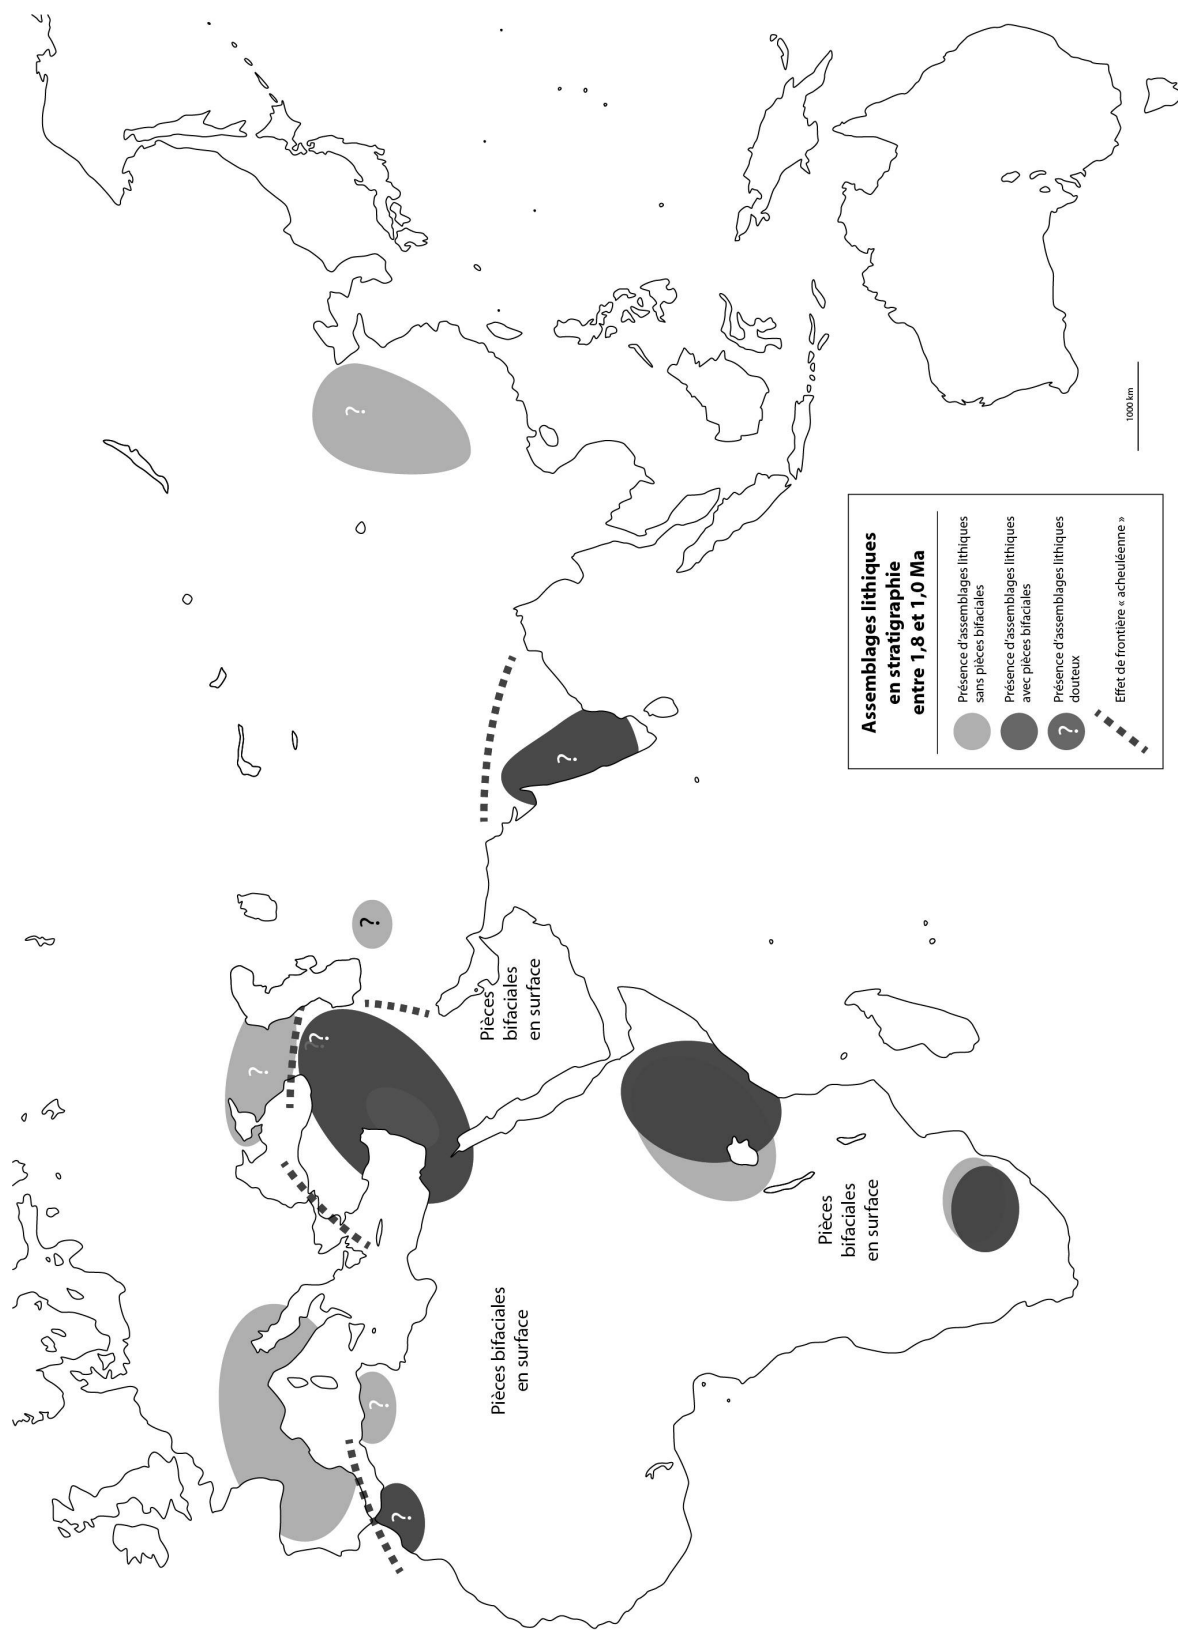 Assemblages lithiques
en stratigraphie
entre 1,8 et 1,0 Ma
Présence d'assemblages lithiques
sans pièces bifaciales
Présence d'assemblages lithiques
avec pièces bifaciales
?
Présence d'assemblages lithiques
douteux
Effet de frontière « acheuléenne »
1000 km
Pièces bifaciales
en surface
Pièces
bifaciales
en surface
Pièces
bifaciales
en surface
?
?
?
?
?
?
?
?